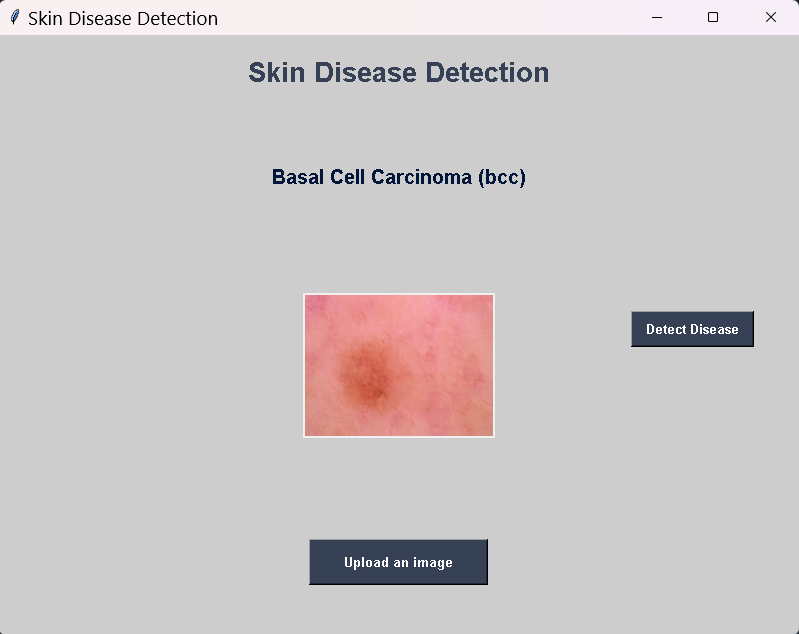 Skin Disease Detection
Skin Disease Detection
Basal Cell Carcinoma (bcc)
Detect Disease
Upload an image